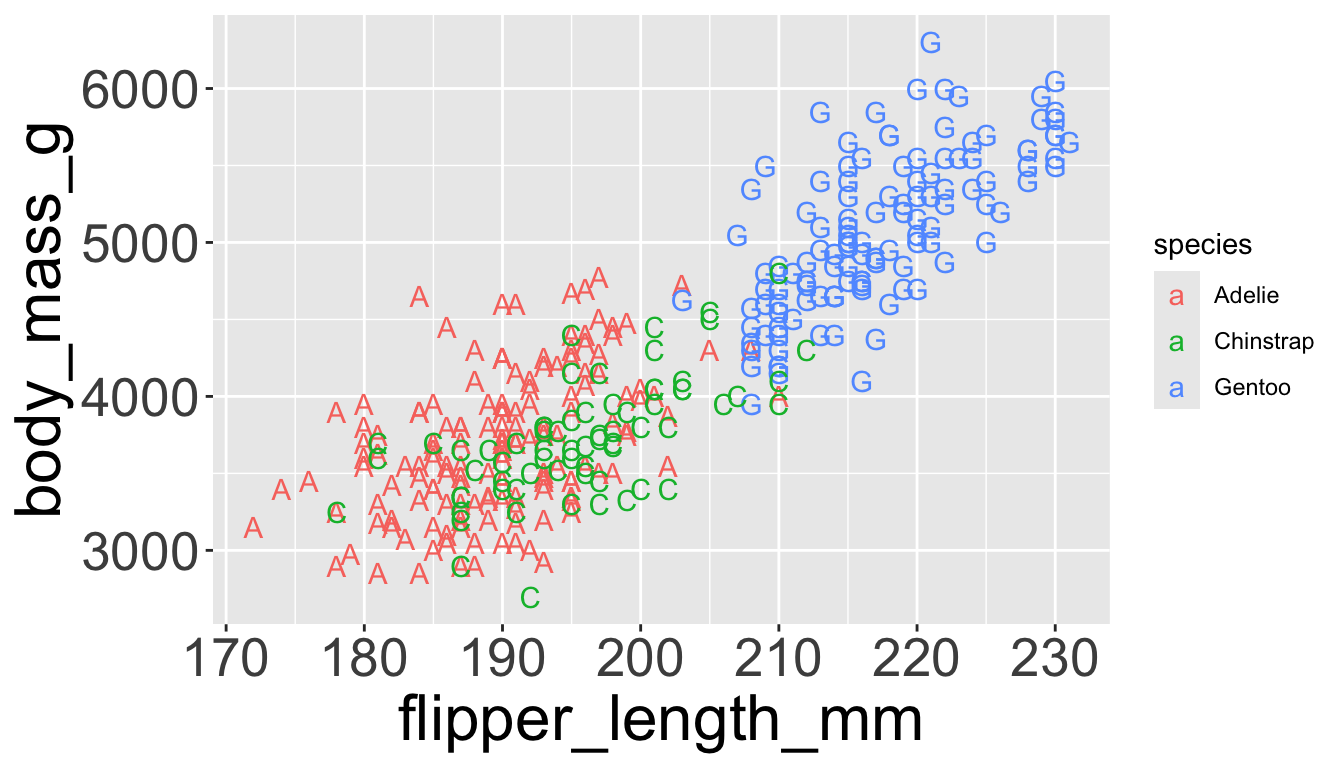 6000
5000
4000
3000
body_mass_g
170 180 190 200 210 220 230
flipper_length_mm
species
a Adelie
a Chinstrap
a Gentoo